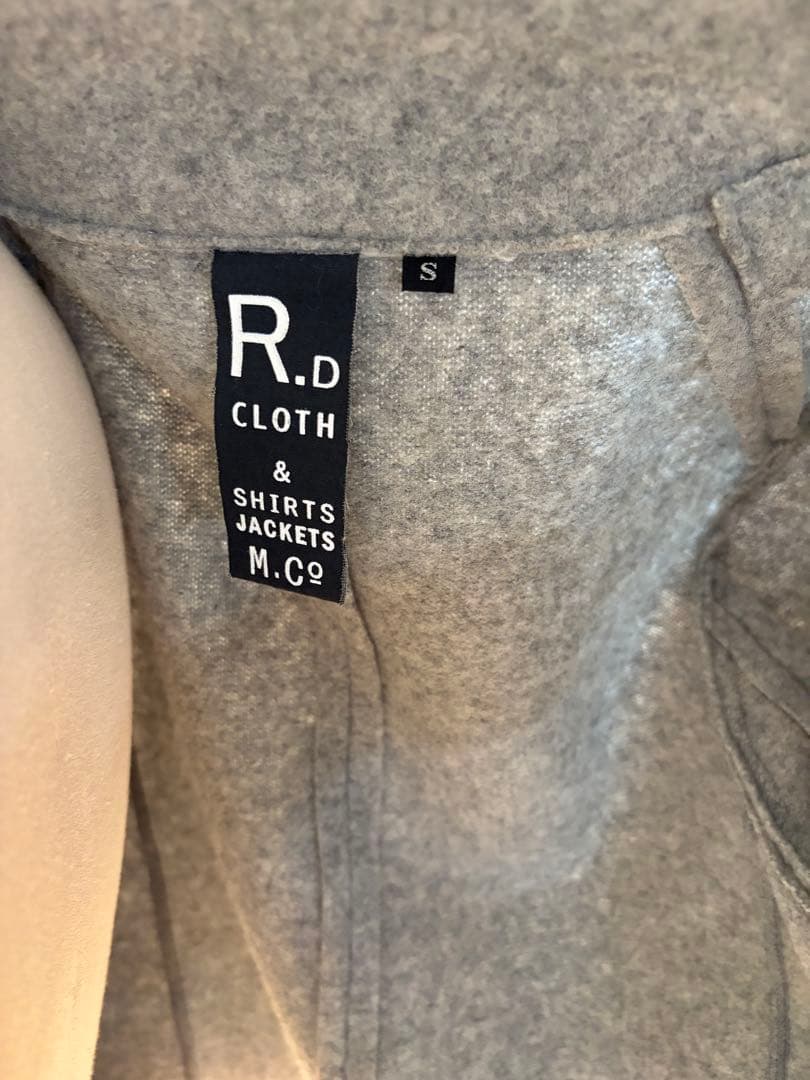 R.D
CLOTH
&
SHIRTS
JACKETS
M.Cº
S